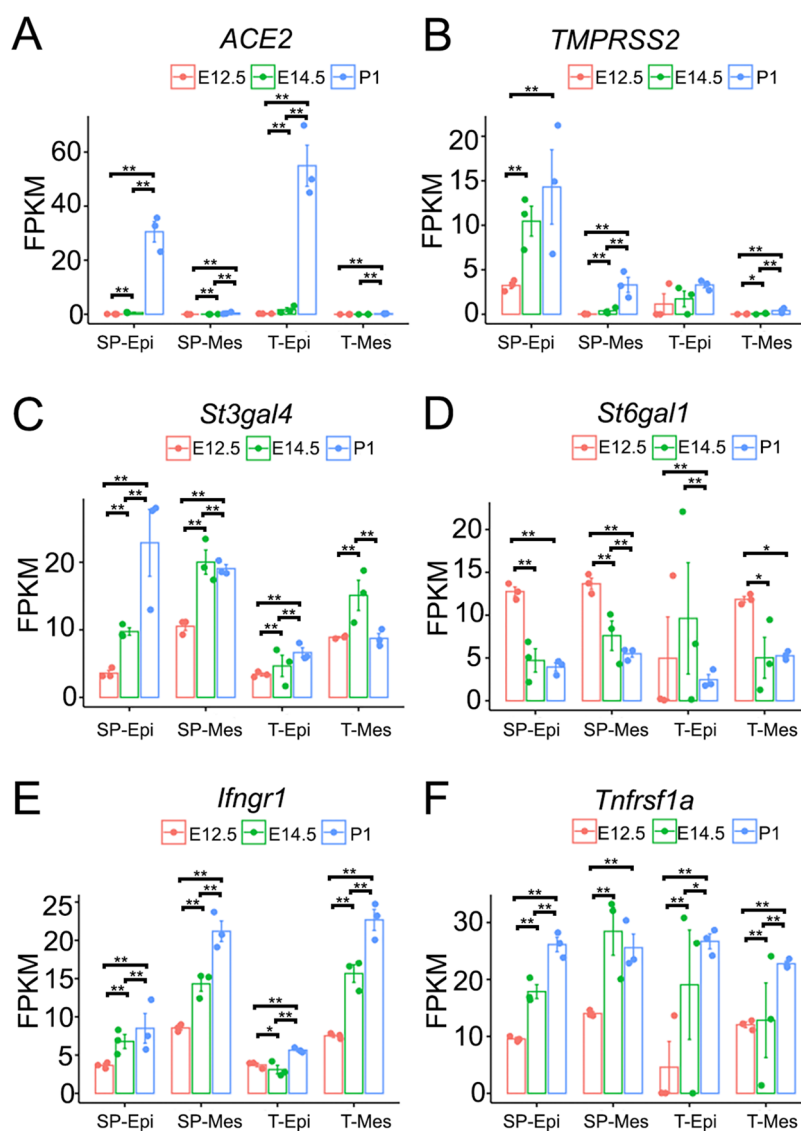 A ACE2
E12.5 E14.5 P1
** ** **
** ** **
** ** ** ** ** **
FPKM
60
40
20
0
SP-Epi SP-Mes T-Epi T-Mes
B TMPRSS2
E12.5 E14.5 P1
**
** ** **
** ** * **
FPKM
20
15
10
5
0
SP-Epi SP-Mes T-Epi T-Mes
C St3gal4
E12.5 E14.5 P1
** **
** ** ** ** ** **
**
** **
FPKM
20
10
0
SP-Epi SP-Mes T-Epi T-Mes
D St6gal1
E12.5 E14.5 P1
**
**
** ** *
** ** ** *
FPKM
20
15
10
5
0
SP-Epi SP-Mes T-Epi T-Mes
E Ifngr1
E12.5 E14.5 P1
** **
** ** ** **
**
** **
**
* **
FPKM
25
20
15
10
5
0
SP-Epi SP-Mes T-Epi T-Mes
F Tnfrsf1a
E12.5 E14.5 P1
** ** ** **
** ** ** ** * ** **
FPKM
30
20
10
0
SP-Epi SP-Mes T-Epi T-Mes